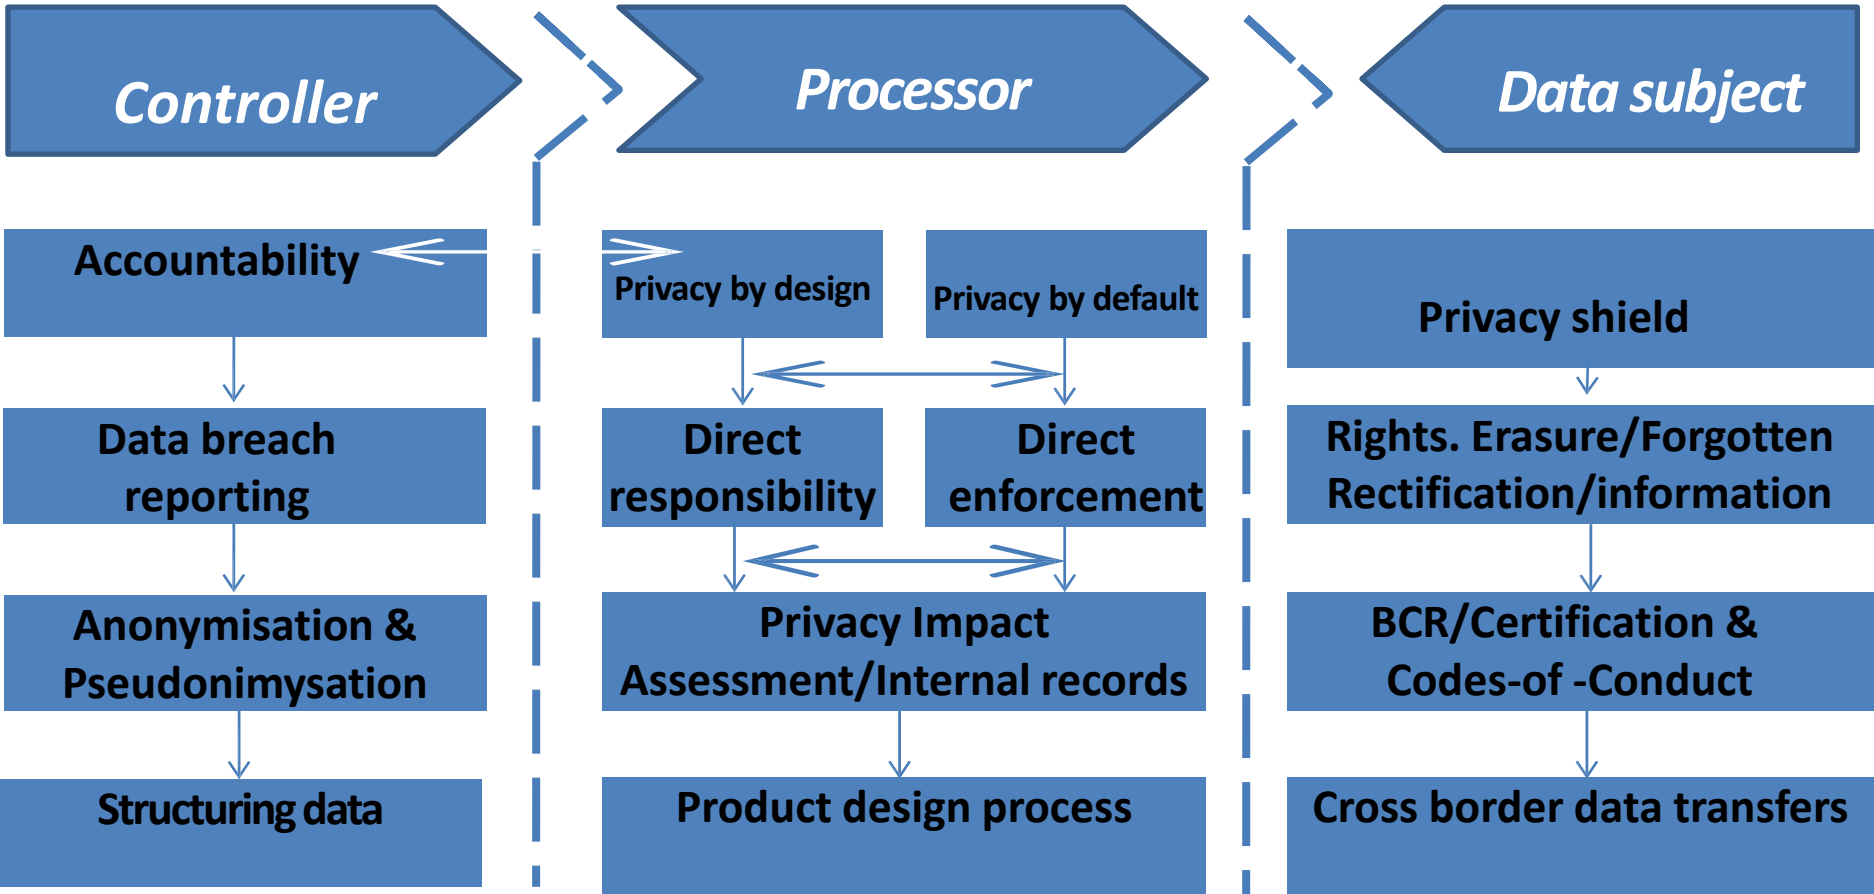 Controller
Processor
Data subject
Accountability
Data breach
reporting
Anonymisation &
Pseudonimysation
Structuring data
Privacy by design
Privacy by default
Direct
responsibility
Direct
enforcement
Privacy Impact
Assessment/Internal records
Product design process
Privacy shield
Rights. Erasure/Forgotten
Rectification/information
BCR/Certification &
Codes-of -Conduct
Cross border data transfers